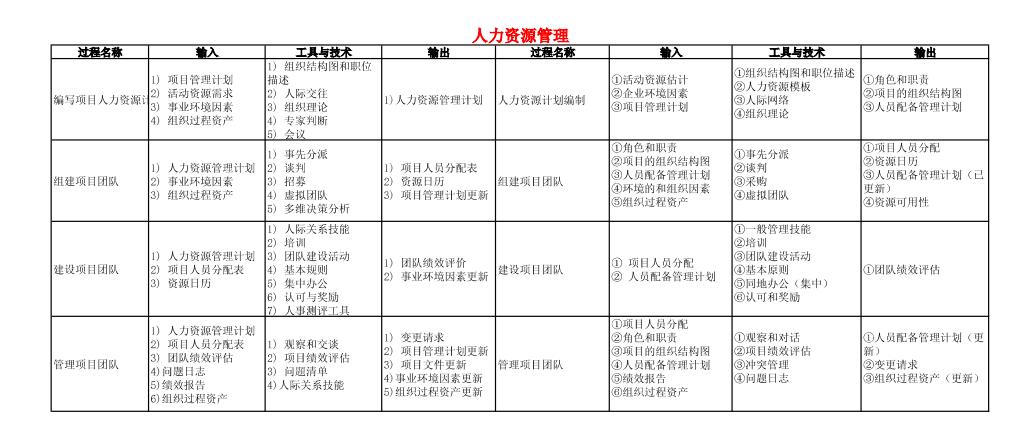 人力资源管理
过程名称 输入 工具与技术 输出 过程名称 输入 工具与技术 输出
编写项目人力资源计
1) 项目管理计划
2) 活动资源需求
3) 事业环境因素
4) 组织过程资产
1) 组织结构图和职位
描述
2) 人际交往
3) 组织理论
4) 专家判断
5) 会议
1)人力资源管理计划
人力资源计划编制
①活动资源估计
②企业环境因素
③项目管理计划
①组织结构图和职位描述
②人力资源模板
③人际网络
④组织理论
①角色和职责
②项目的组织结构图
③人员配备管理计划
组建项目团队
1) 人力资源管理计划
2) 事业环境因素
3) 组织过程资产
1) 事先分派
2) 谈判
3) 招募
4) 虚拟团队
5) 多维决策分析
1) 项目人员分配表
2) 资源日历
3) 项目管理计划更新
组建项目团队
①角色和职责
②项目的组织结构图
③人员配备管理计划
④环境的和组织因素
⑤组织过程资产
①事先分派
②谈判
③采购
④虚拟团队
①项目人员分配
②资源日历
③人员配备管理计划（已
更新）
④资源可用性
建设项目团队
1) 人力资源管理计划
2) 项目人员分配表
3) 资源日历
1) 人际关系技能
2) 培训
3) 团队建设活动
4) 基本规则
5) 集中办公
6) 认可与奖励
7) 人事测评工具
1) 团队绩效评价
2) 事业环境因素更新
建设项目团队
① 项目人员分配
② 人员配备管理计划
①一般管理技能
②培训
③团队建设活动
④基本原则
⑤同地办公（集中）
⑥认可和奖励
①团队绩效评估
管理项目团队
1) 人力资源管理计划
2) 项目人员分配表
3) 团队绩效评估
4)问题日志
5)绩效报告
6)组织过程资产
1) 观察和交谈
2) 项目绩效评估
3) 问题清单
4)人际关系技能
1) 变更请求
2) 项目管理计划更新
3) 项目文件更新
4)事业环境因素更新
5)组织过程资产更新
管理项目团队
①项目人员分配
②角色和职责
③项目的组织结构图
④人员配备管理计划
⑤绩效报告
⑥组织过程资产
①观察和对话
②项目绩效评估
③冲突管理
④问题日志
①人员配备管理计划（更
新）
②变更请求
③组织过程资产（更新）